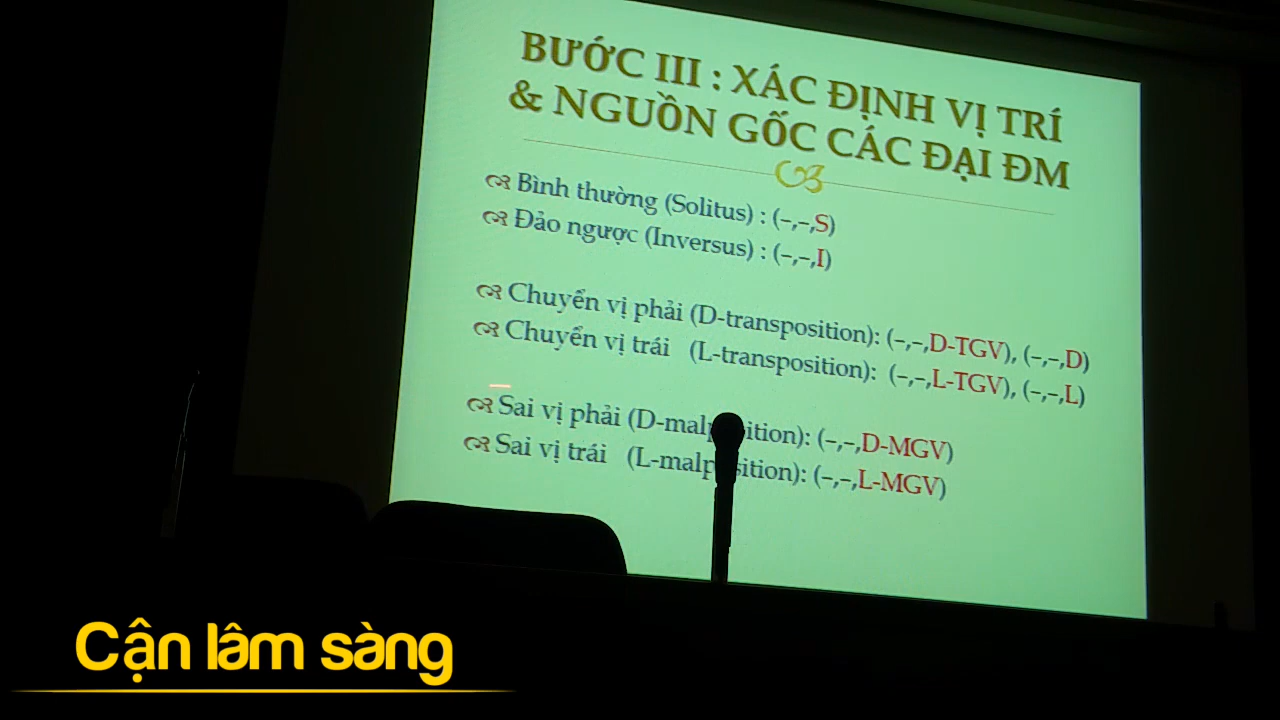 BƯỚC III : XÁC ĐỊNH VỊ TRÍ
& NGUỒN GỐC CÁC ĐẠI ĐM
Bình thường (Solitus) : (–,–,S)
Đảo ngược (Inversus) : (–,–,I)
Chuyển vị phải (D-transposition): (–,–,D-TGV), (–,–,D)
Chuyển vị trái (L-transposition): (–,–,L-TGV), (–,–,L)
Sai vị phải (D-malposition): (–,–,D-MGV)
Sai vị trái (L-malposition): (–,–,L-MGV)
Cận lâm sàng